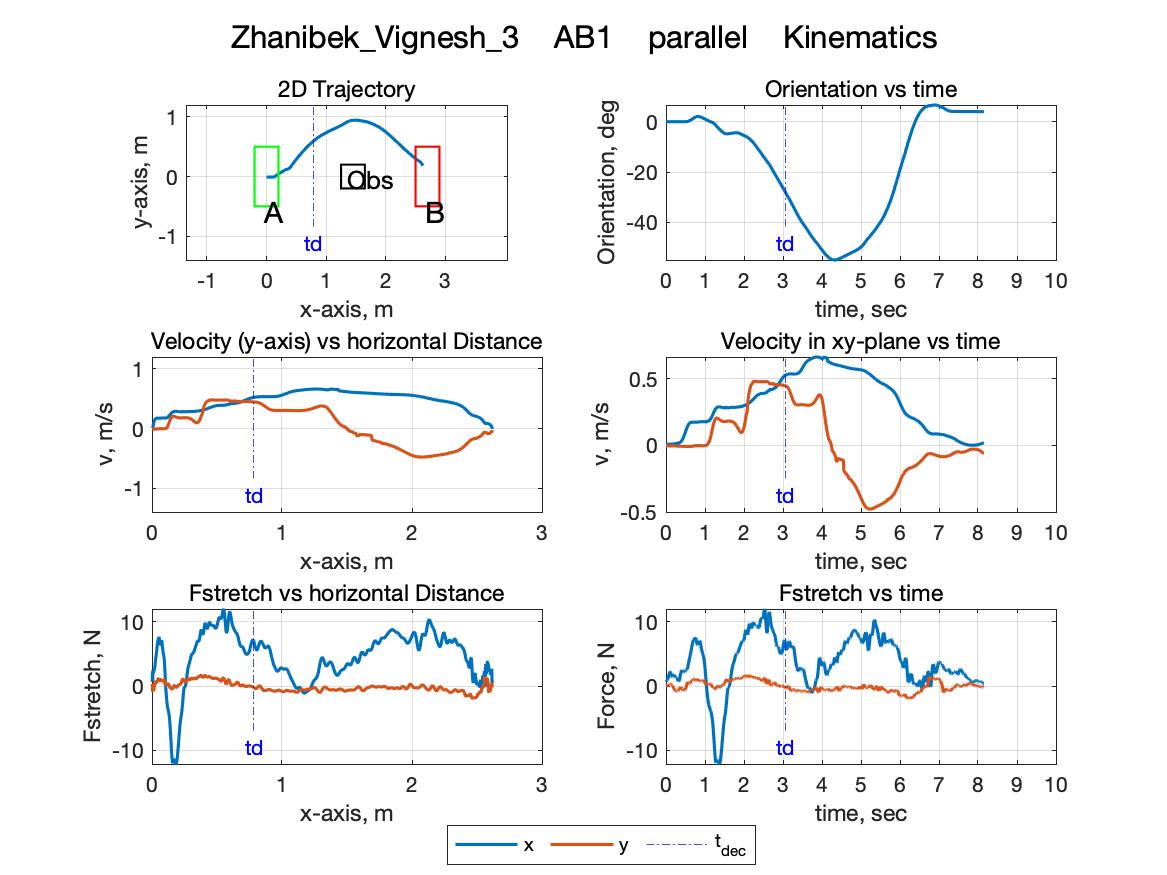 Zhanibek_Vignesh_3 AB1 parallel Kinematics
2D Trajectory
y-axis, m
1
0
-1
Obs
A
B
td
-1 0 1 2 3
x-axis, m
Orientation vs time
Orientation, deg
0
-20
-40
td
0 1 2 3 4 5 6 7 8 9 10
time, sec
Velocity (y-axis) vs horizontal Distance
v, m/s
1
0
-1
td
0 1 2 3
x-axis, m
Velocity in xy-plane vs time
v, m/s
0.5
0
-0.5
td
0 1 2 3 4 5 6 7 8 9 10
time, sec
Fstretch vs horizontal Distance
Fstretch, N
10
0
-10
td
0 1 2 3
x-axis, m
Fstretch vs time
Force, N
10
0
-10
td
0 1 2 3 4 5 6 7 8 9 10
time, sec
x y t_dec